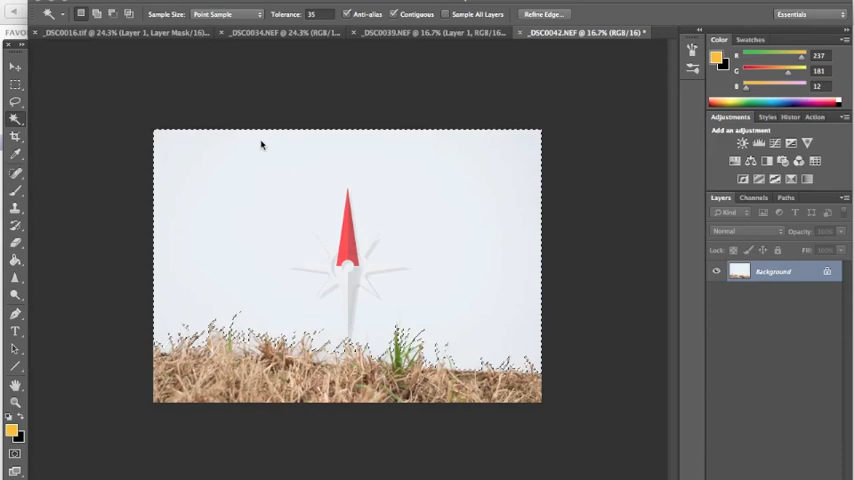 Sample Size: Point Sample Tolerance: 35 Anti-alias Contiguous Sample All Layers Refine Edge... Essentials
_DSC0016.tif @ 24.3% (Layer 1, Layer Mask/16)...
_DSC0034.NEF @ 24.3% (RGB/1...
_DSC0039.NEF @ 16.7% (Layer 1, RGB/16...
_DSC0042.NEF @ 16.7% (RGB/16) *
FAVOR
Color Swatches
R 237
G 181
B 12
Adjustments Styles Histor Action
Add an adjustment
Layers Channels Paths
Kind
Normal Opacity: 100%
Lock: Fill: 100%
Background